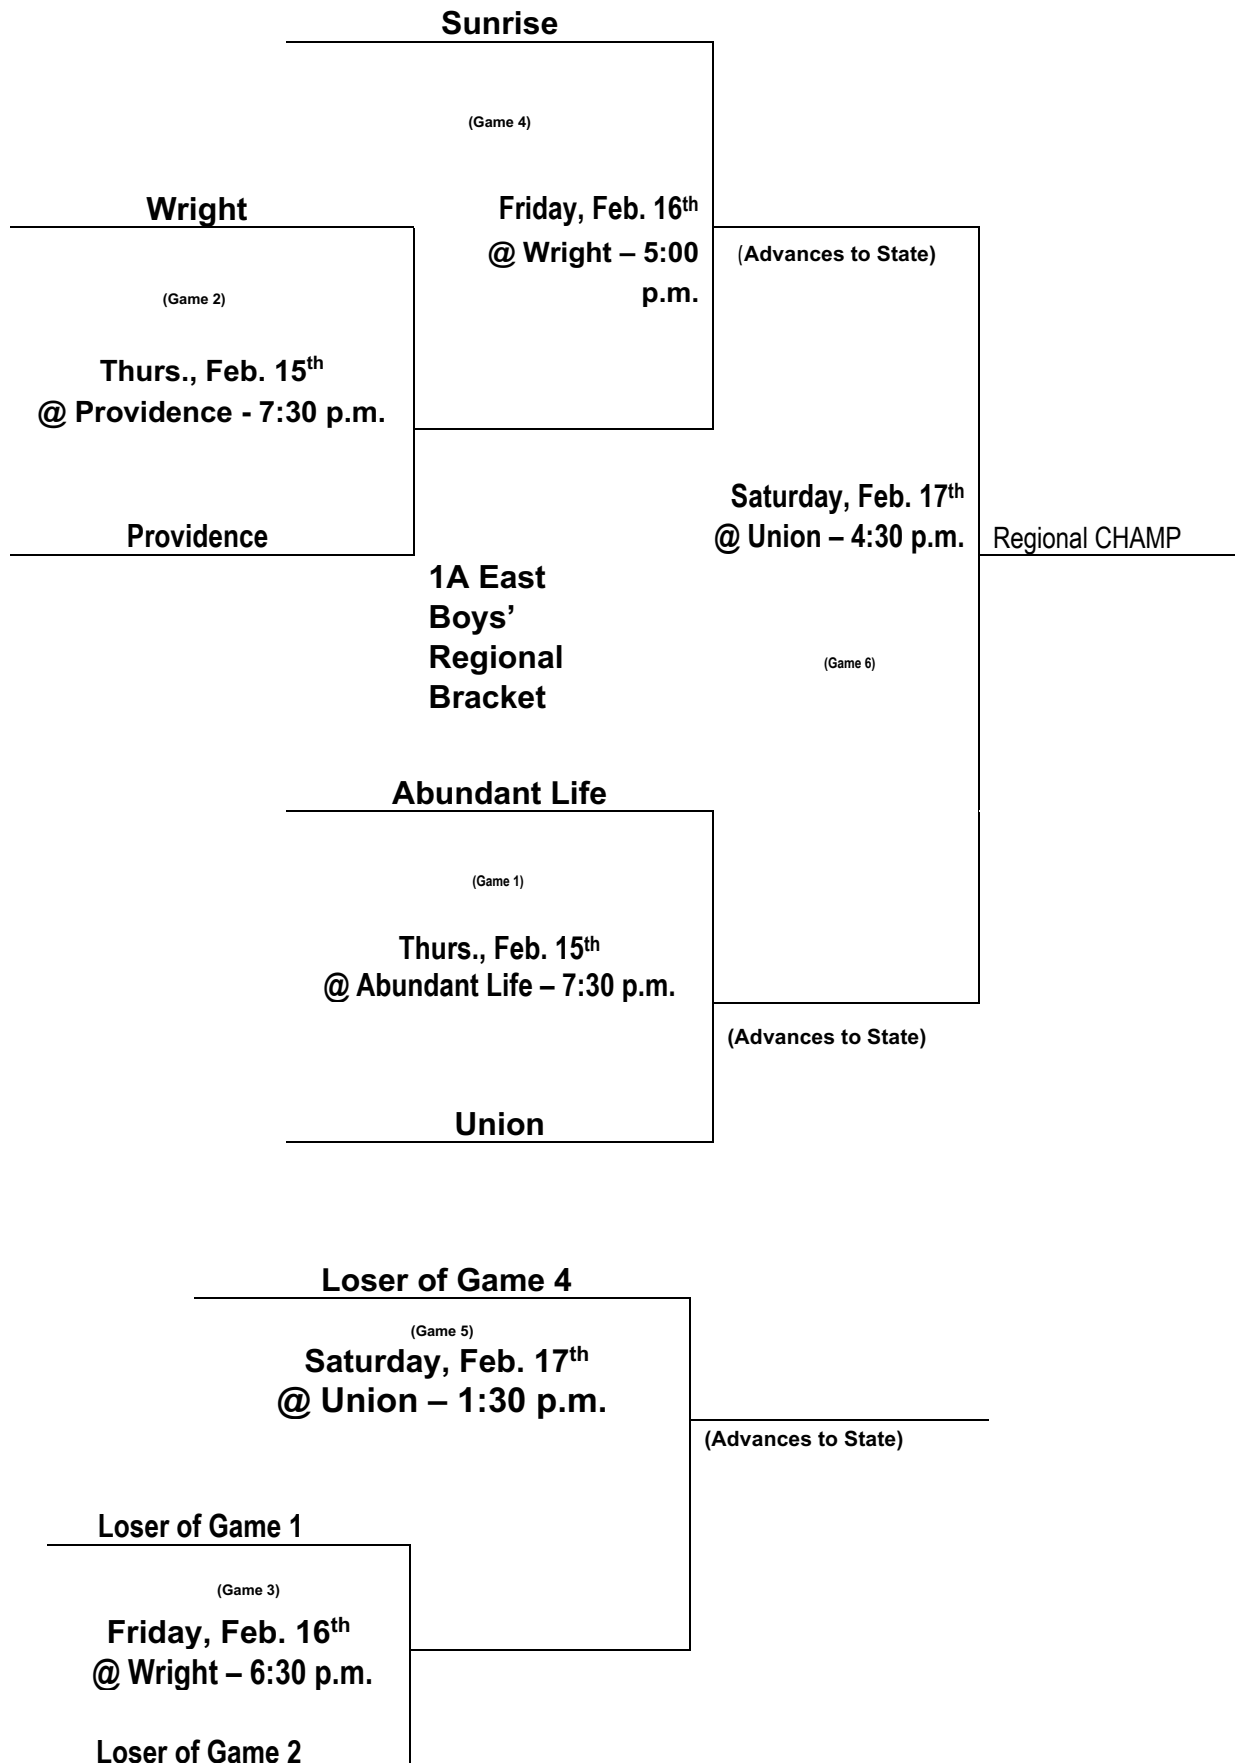 Sunrise
(Game 4)
Wright
Friday, Feb. 16th
@ Wright – 5:00
p.m.
(Advances to State)
(Game 2)
Thurs., Feb. 15th
@ Providence - 7:30 p.m.
Saturday, Feb. 17th
@ Union – 4:30 p.m.
Regional CHAMP
Providence
1A East
Boys’
Regional
Bracket
(Game 6)
Abundant Life
(Game 1)
Thurs., Feb. 15th
@ Abundant Life – 7:30 p.m.
(Advances to State)
Union
Loser of Game 4
(Game 5)
Saturday, Feb. 17th
@ Union – 1:30 p.m.
(Advances to State)
Loser of Game 1
(Game 3)
Friday, Feb. 16th
@ Wright – 6:30 p.m.
Loser of Game 2